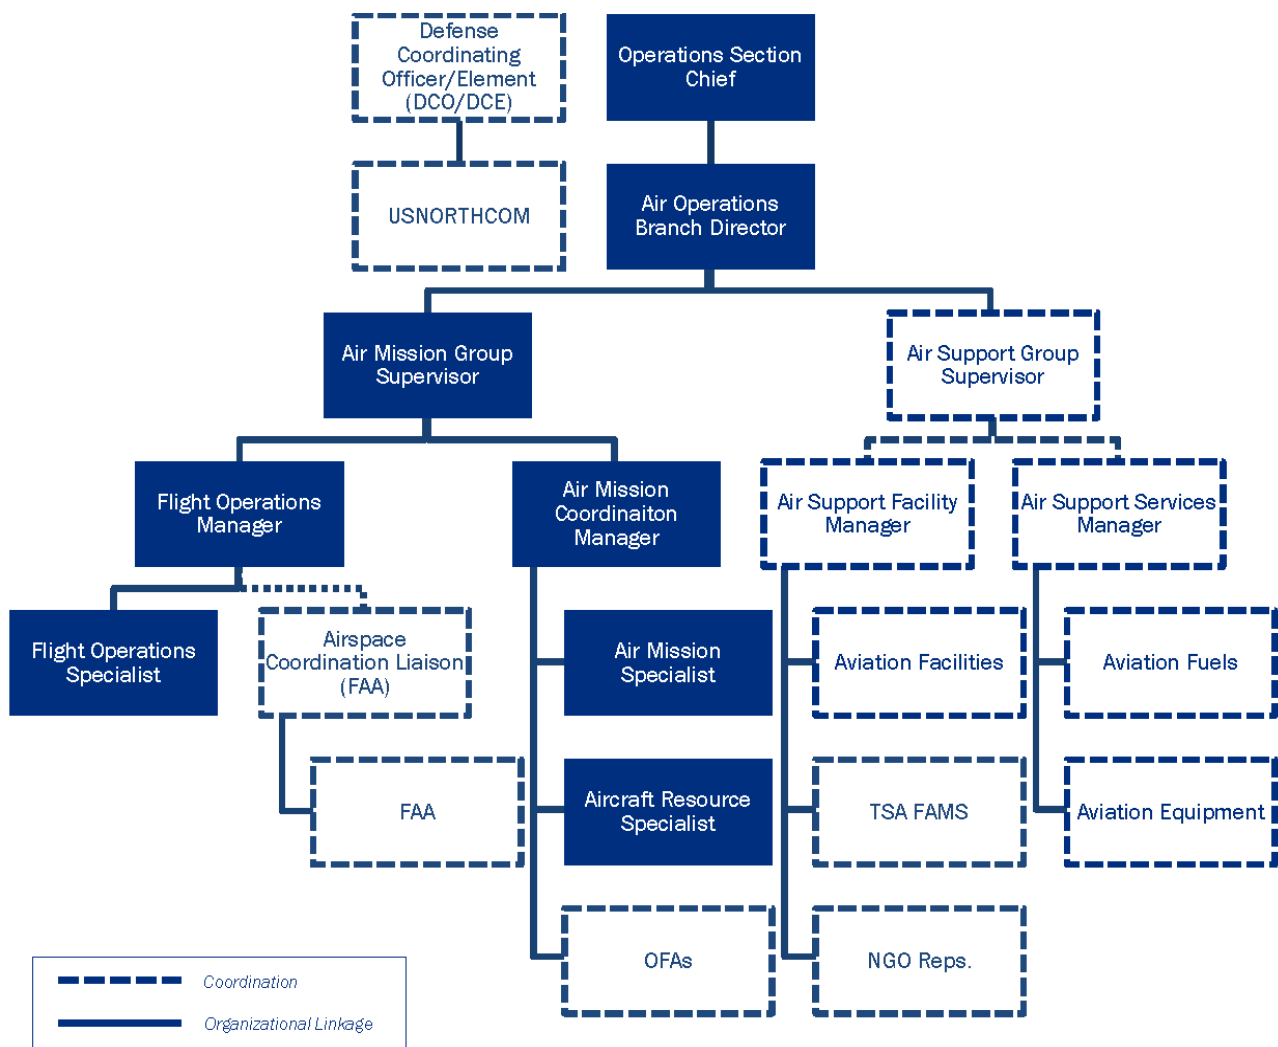 Defense
Coordinating
Officer/Element
(DCO/DCE)
Operations Section
Chief
USNORTHCOM
Air Operations
Branch Director
Air Mission Group
Supervisor
Air Support Group
Supervisor
Flight Operations
Manager
Air Mission
Coordinaiton
Manager
Air Support Facility
Manager
Air Support Services
Manager
Flight Operations
Specialist
Airspace
Coordination Liaison
(FAA)
Air Mission
Specialist
Aviation Facilities
Aviation Fuels
FAA
Aircraft Resource
Specialist
TSA FAMS
Aviation Equipment
OFAs
NGO Reps.
Coordination
Organizational Linkage